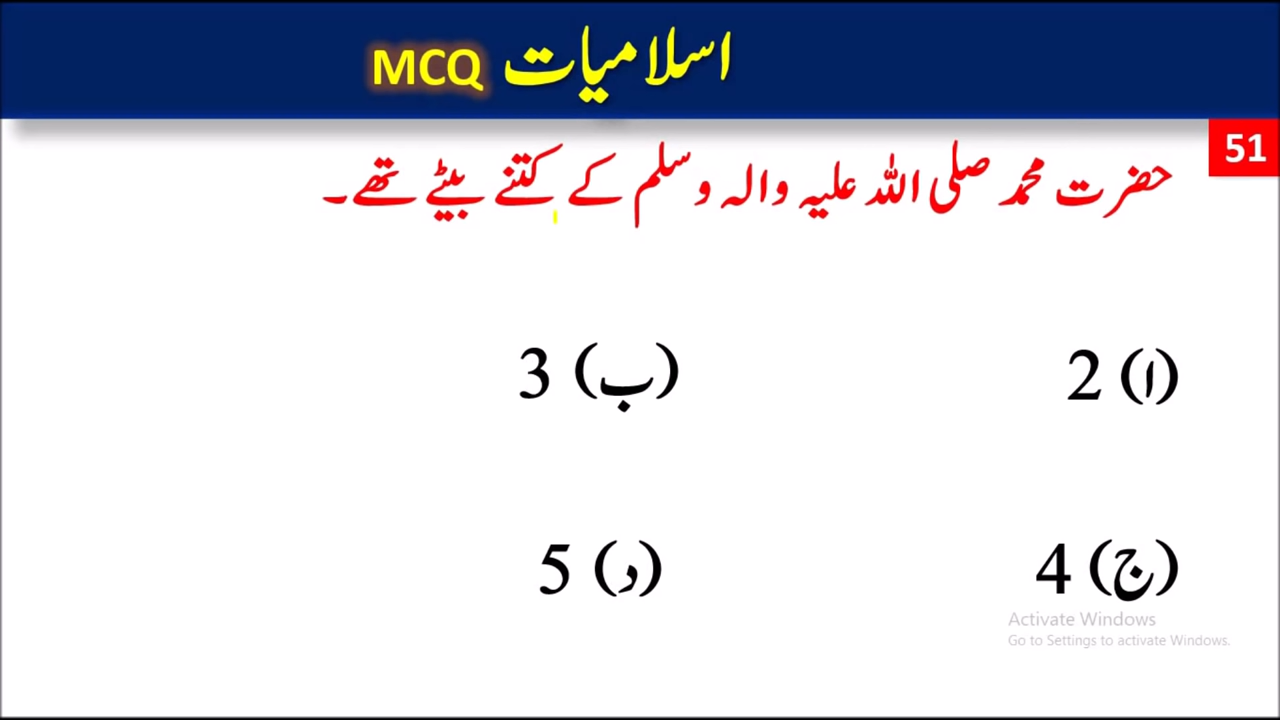 اسلامیات MCQ
51
حضرت محمد صلی اللہ علیہ والہ وسلم کے کتنے بیٹے تھے۔
(ا) 2
(ب) 3
(ج) 4
(د) 5
Activate Windows
Go to Settings to activate Windows.